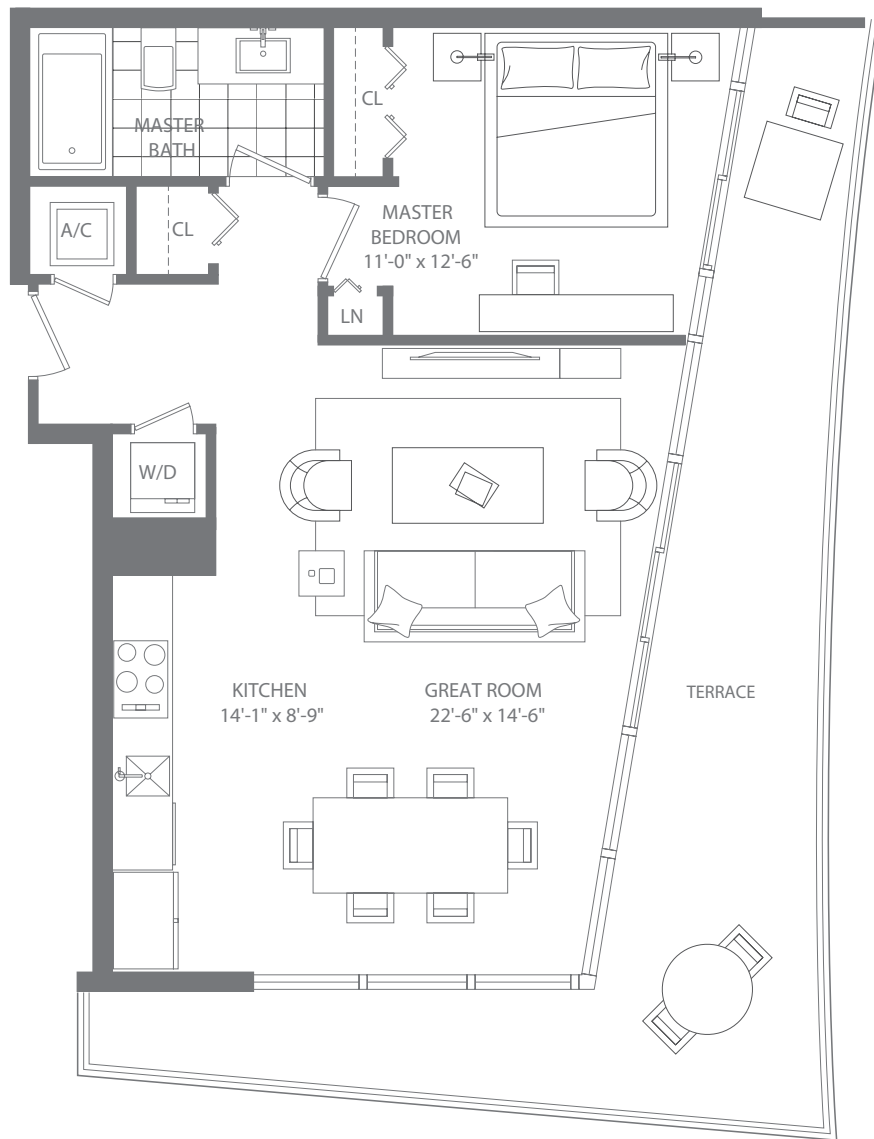 MASTER
BATH
CL
A/C
CL
MASTER
BEDROOM
11'-0" x 12'-6"
LN
W/D
KITCHEN
14'-1" x 8'-9"
GREAT ROOM
22'-6" x 14'-6"
TERRACE